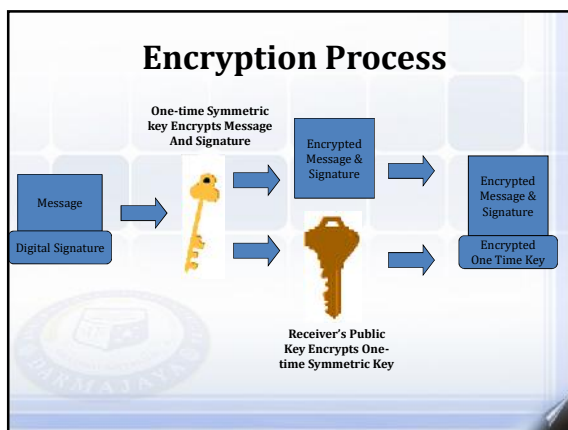 Encryption Process
One-time Symmetric
key Encrypts Message
And Signature
Message
Digital Signature
Encrypted
Message &
Signature
Encrypted
Message &
Signature
Encrypted
One Time Key
Receiver's Public
Key Encrypts One-
time Symmetric Key
DARMAJAYA